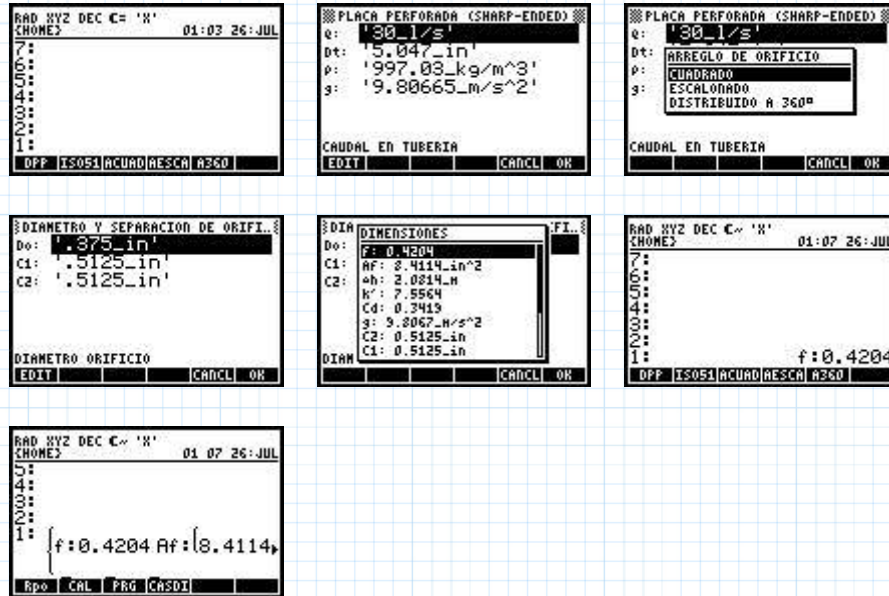 RAD XYZ DEC C= 'X'
{HOME} 01:03 26:JUL
7:
6:
5:
4:
3:
2:
1:
DPP ISO51 ACUAD AESCA A360
PLACA PERFORADA (SHARP-ENDED)
Q: '30_l/s'
Dt: '5.047_in'
ρ: '997.03_kg/m^3'
g: '9.80665_m/s^2'
CAUDAL EN TUBERIA
EDIT CANCL OK
PLACA PERFORADA (SHARP-ENDED)
Q: '30_l/s'
Dt:
ρ:
g:
ARREGLO DE ORIFICIO
CUADRADO
ESCALONADO
DISTRIBUIDO A 360°
CAUDAL EN TUBERIA
CANCL OK
DIAMETRO Y SEPARACION DE ORIFI..
Do: '.375_in'
C1: '.5125_in'
C2: '.5125_in'
DIAMETRO ORIFICIO
EDIT CANCL OK
DIA FI..
Do:
C1:
C2:
DIMENSIONES
f: 0.4204
Af: 8.4114_in^2
Δh: 2.0814_m
k': 7.5564
Cd: 0.3419
g: 9.8067_m/s^2
C2: 0.5125_in
C1: 0.5125_in
DIAM
CANCL OK
RAD XYZ DEC C~ 'X'
{HOME} 01:07 26:JUL
7:
6:
5:
4:
3:
2:
1: f:0.4204
DPP ISO51 ACUAD AESCA A360
RAD XYZ DEC C~ 'X'
{HOME} 01 07 26:JUL
5:
4:
3:
2:
1: {f:0.4204 Af:(8.4114
Rpo CAL PRG CASDI